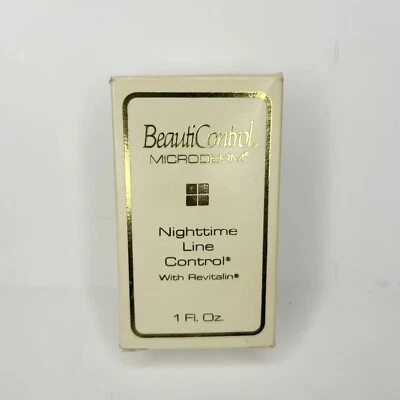 BeautiControl®
MICRODERM®
Nighttime
Line
Control®
With Revitalin®
1 Fl. Oz.